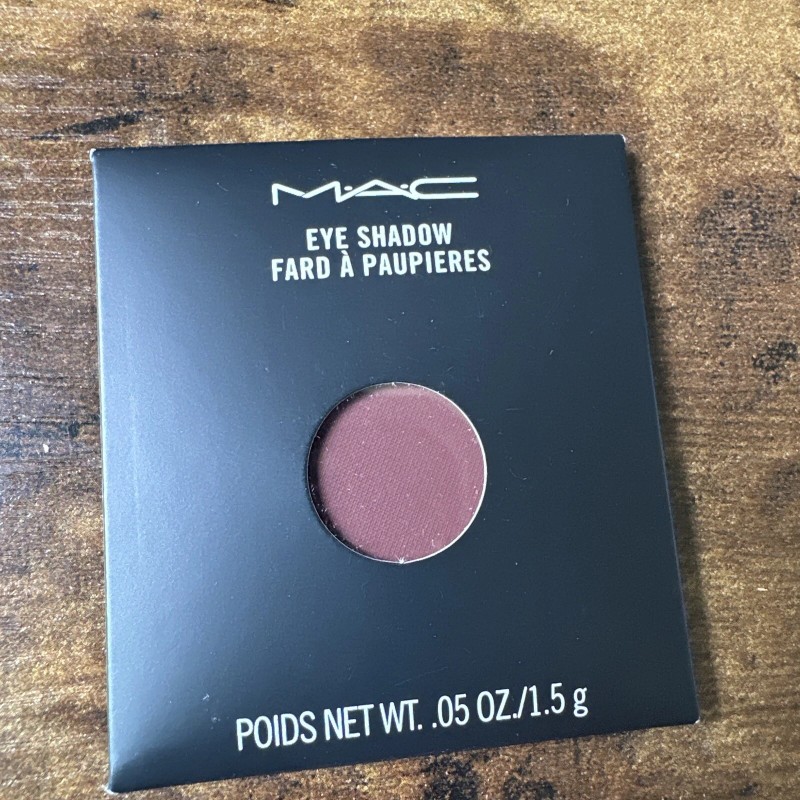 M·A·C
EYE SHADOW
FARD À PAUPIERES
POIDS NET WT. .05 OZ./1.5 g